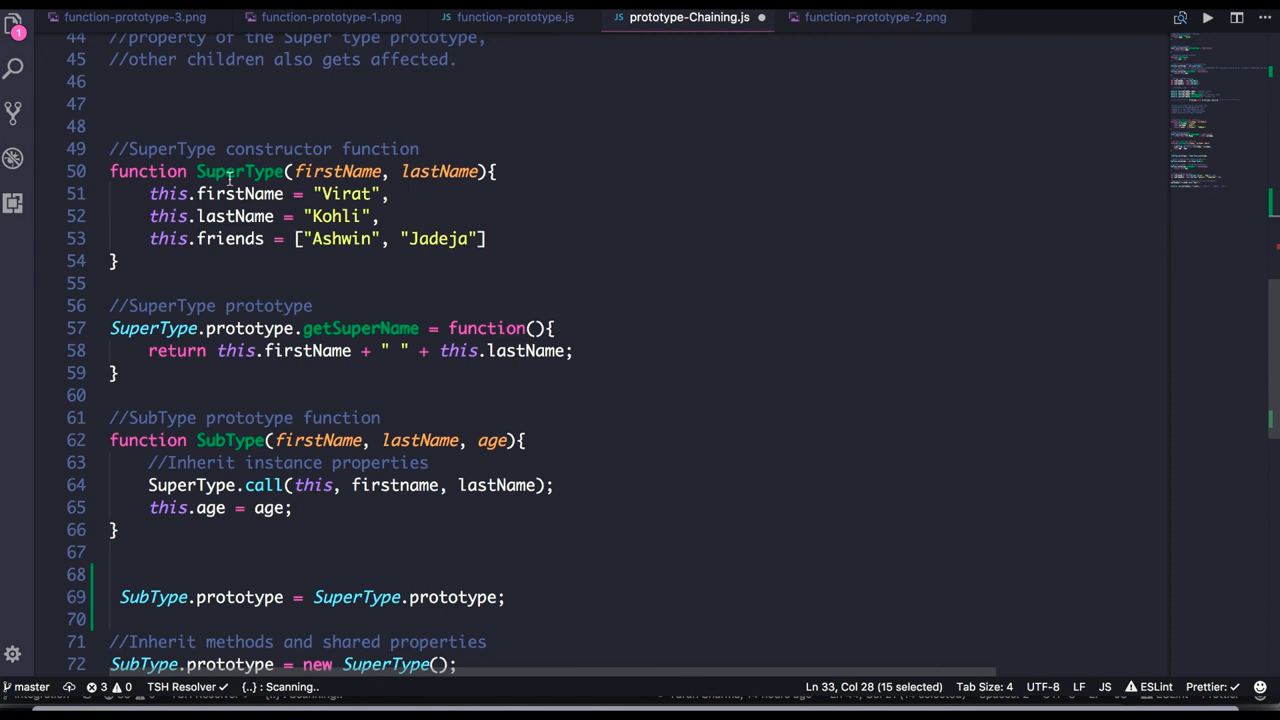 function-prototype-3.png function-prototype-1.png JS function-prototype.js JS prototype-Chaining.js function-prototype-2.png
1
44 //property of the Super type prototype,
45 //other children also gets affected.
46
47
48
49 //SuperType constructor function
50 function SuperType(firstName, lastName){
51 this.firstName = "Virat",
52 this.lastName = "Kohli",
53 this.friends = ["Ashwin", "Jadeja"]
54 }
55
56 //SuperType prototype
57 SuperType.prototype.getSuperName = function(){
58 return this.firstName + " " + this.lastName;
59 }
60
61 //SubType prototype function
62 function SubType(firstName, lastName, age){
63 //Inherit instance properties
64 SuperType.call(this, firstname, lastName);
65 this.age = age;
66 }
67
68
69 SubType.prototype = SuperType.prototype;
70
71 //Inherit methods and shared properties
72 SubType.prototype = new SuperType();
master 3 0 TSH Resolver {..} : Scanning.. Ln 33, Col 28 (15 selected) Tab Size: 4 UTF-8 LF JS ESLint Prettier: